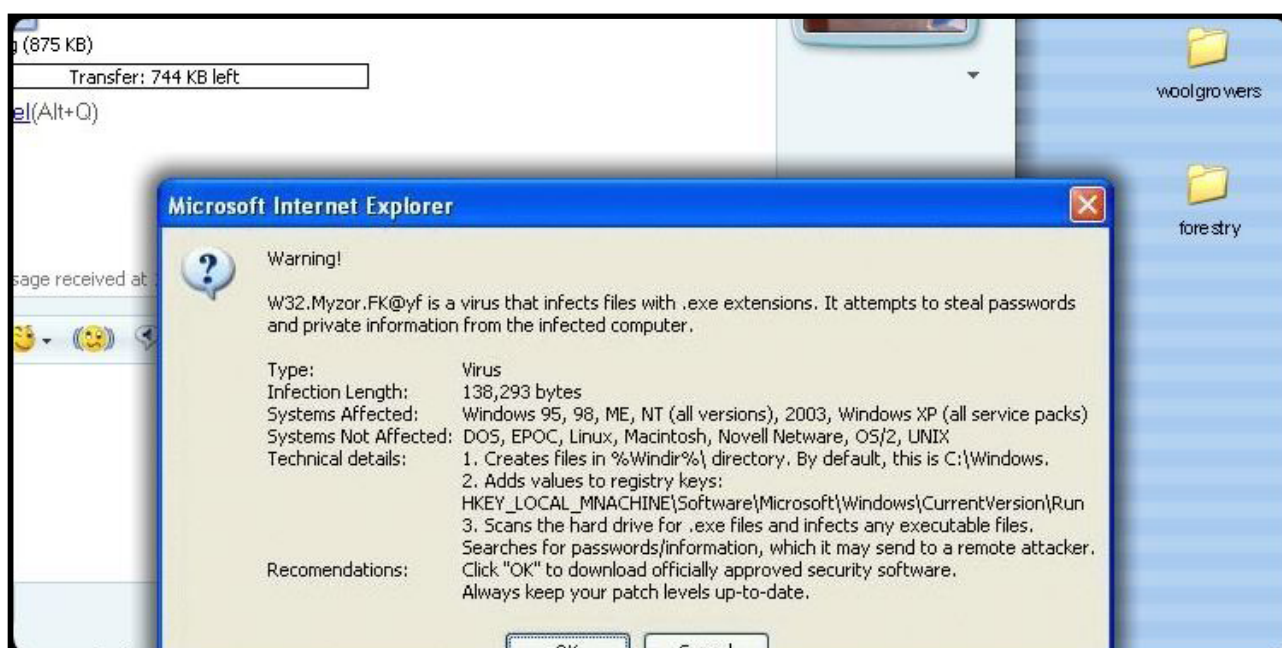 (875 KB)
Transfer: 744 KB left
el(Alt+Q)
woolgrowers
forestry
sage received at
Microsoft Internet Explorer
Warning!
W32.Myzor.FK@yf is a virus that infects files with .exe extensions. It attempts to steal passwords
and private information from the infected computer.
Type: Virus
Infection Length: 138,293 bytes
Systems Affected: Windows 95, 98, ME, NT (all versions), 2003, Windows XP (all service packs)
Systems Not Affected: DOS, EPOC, Linux, Macintosh, Novell Netware, OS/2, UNIX
Technical details: 1. Creates files in %Windir%\ directory. By default, this is C:\Windows.
2. Adds values to registry keys:
HKEY_LOCAL_MNACHINE\Software\Microsoft\Windows\CurrentVersion\Run
3. Scans the hard drive for .exe files and infects any executable files.
Searches for passwords/information, which it may send to a remote attacker.
Recomendations: Click "OK" to download officially approved security software.
Always keep your patch levels up-to-date.